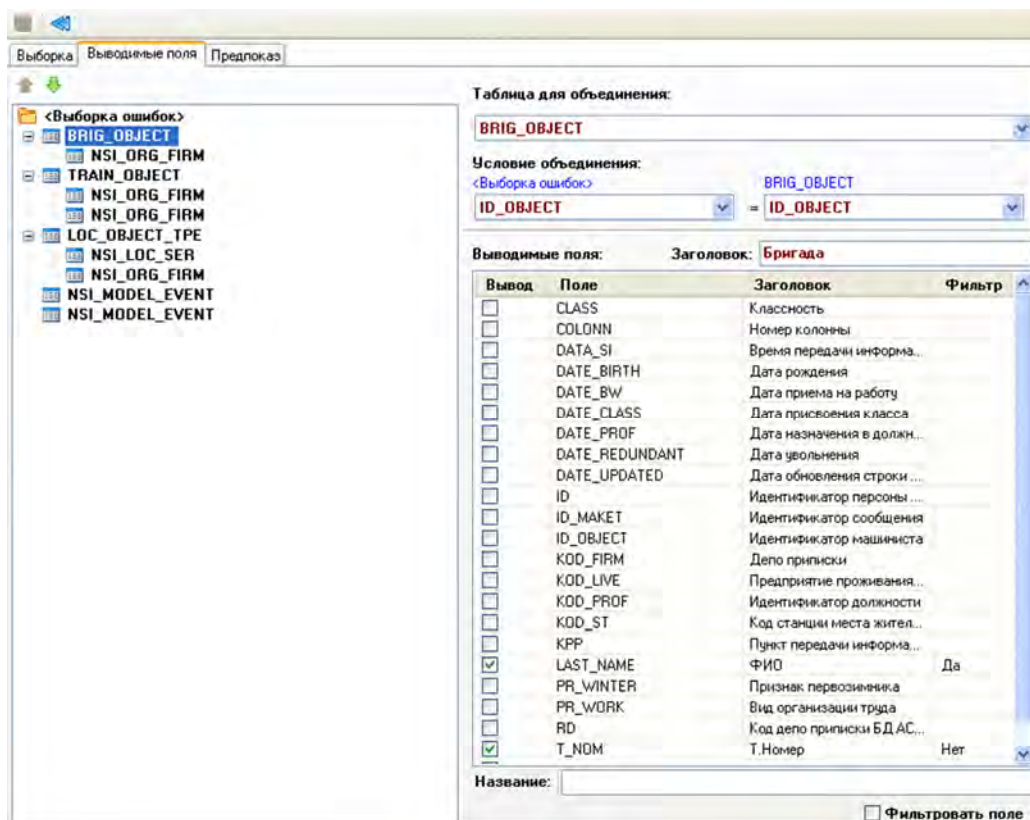 Выборка Выводимые поля Предпоказ
<Выборка ошибок>
BRIG_OBJECT
NSI_ORG_FIRM
TRAIN_OBJECT
NSI_ORG_FIRM
NSI_ORG_FIRM
LOC_OBJECT_TPE
NSI_LOC_SER
NSI_ORG_FIRM
NSI_MODEL_EVENT
NSI_MODEL_EVENT
Таблица для объединения:
BRIG_OBJECT
Условие объединения:
<Выборка ошибок> BRIG_OBJECT
ID_OBJECT = ID_OBJECT
Выводимые поля: Заголовок: Бригада
Вывод Поле Заголовок Фильтр
CLASS Классность
COLONN Номер колонны
DATA_SI Время передачи информа...
DATE_BIRTH Дата рождения
DATE_BW Дата приема на работу
DATE_CLASS Дата присвоения класса
DATE_PROF Дата назначения в должн...
DATE_REDUNDANT Дата увольнения
DATE_UPDATED Дата обновления строки ...
ID Идентификатор персоны ...
ID_MAKET Идентификатор сообщения
ID_OBJECT Идентификатор машиниста
KOD_FIRM Депо приписки
KOD_LIVE Предприятие проживания...
KOD_PROF Идентификатор должности
KOD_ST Код станции места жител...
KPP Пункт передачи информа...
LAST_NAME ФИО Да
PR_WINTER Признак первозимника
PR_WORK Вид организации труда
RD Код депо приписки БД АС...
T_NOM Т.Номер Нет
Название:
Фильтровать поле